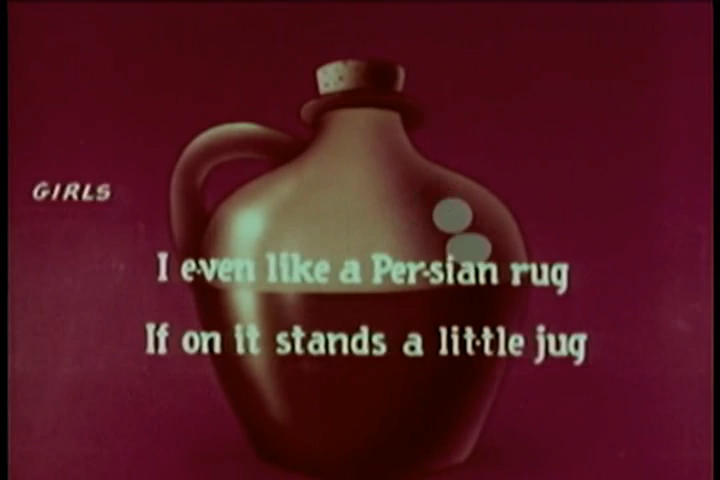 GIRLS
I e·ven like a Per·sian rug
If on it stands a lit·tle jug